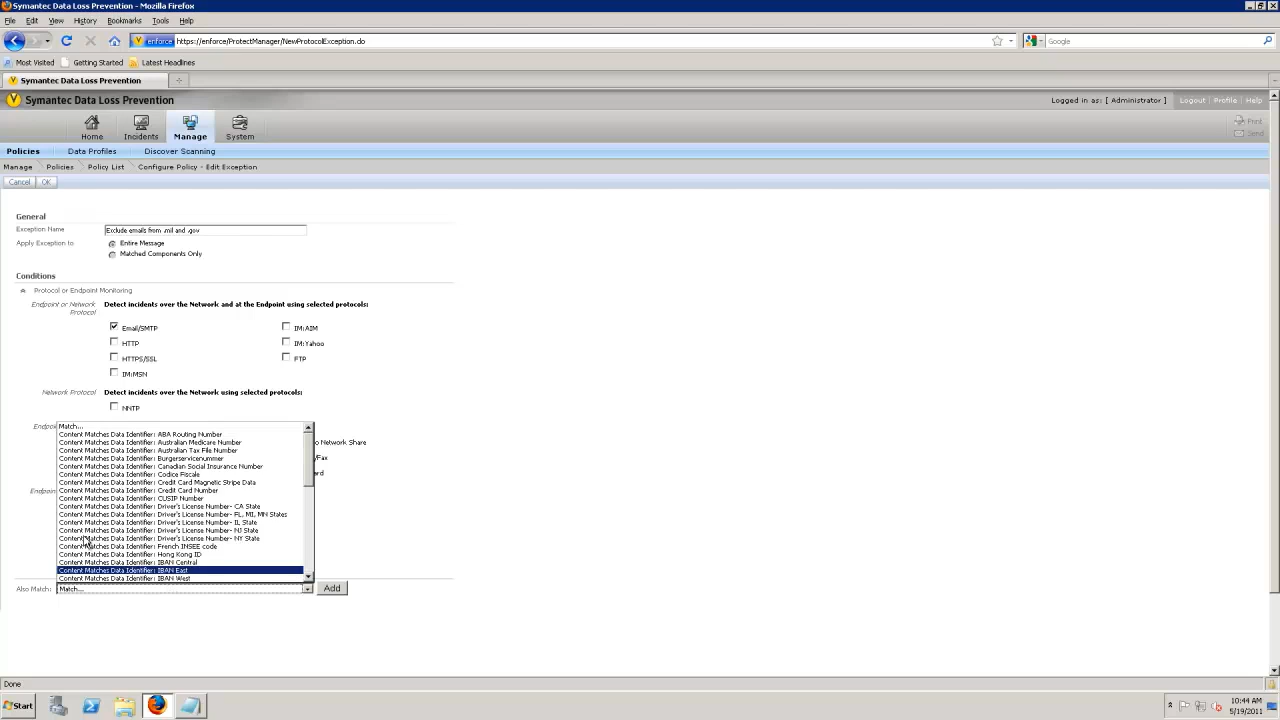 Symantec Data Loss Prevention - Mozilla Firefox
File Edit View History Bookmarks Tools Help
enforce https://enforce/ProtectManager/NewProtocolException.do
Google
Most Visited Getting Started Latest Headlines
Symantec Data Loss Prevention
Symantec Data Loss Prevention
Logged in as: [ Administrator ] Logout Profile Help
Print
Send
Home Incidents Manage System
Policies Data Profiles Discover Scanning
Manage Policies Policy List Configure Policy - Edit Exception
Cancel OK
General
Exception Name Exclude emails from .mil and .gov
Apply Exception to Entire Message
Matched Components Only
Conditions
Protocol or Endpoint Monitoring
Endpoint or Network Protocol
Detect incidents over the Network and at the Endpoint using selected protocols:
Email/SMTP IM:AIM
HTTP IM:Yahoo
HTTPS/SSL FTP
IM:MSN
Network Protocol Detect incidents over the Network using selected protocols:
NNTP
Endpoi
Match...
Content Matches Data Identifier: ABA Routing Number
Content Matches Data Identifier: Australian Medicare Number
o Network Share
Content Matches Data Identifier: Australian Tax File Number
Content Matches Data Identifier: Burgerservicenummer
/Fax
Content Matches Data Identifier: Canadian Social Insurance Number
Content Matches Data Identifier: Codice Fiscale
ard
Content Matches Data Identifier: Credit Card Magnetic Stripe Data
Content Matches Data Identifier: Credit Card Number
Endpoin
Content Matches Data Identifier: CUSIP Number
Content Matches Data Identifier: Driver's License Number- CA State
Content Matches Data Identifier: Driver's License Number- FL, MI, MN States
Content Matches Data Identifier: Driver's License Number- IL State
Content Matches Data Identifier: Driver's License Number- NJ State
Content Matches Data Identifier: Driver's License Number- NY State
Content Matches Data Identifier: French INSEE code
Content Matches Data Identifier: Hong Kong ID
Content Matches Data Identifier: IBAN Central
Content Matches Data Identifier: IBAN East
Content Matches Data Identifier: IBAN West
Also Match: Match... Add
Done
Start
10:44 AM
5/19/2011